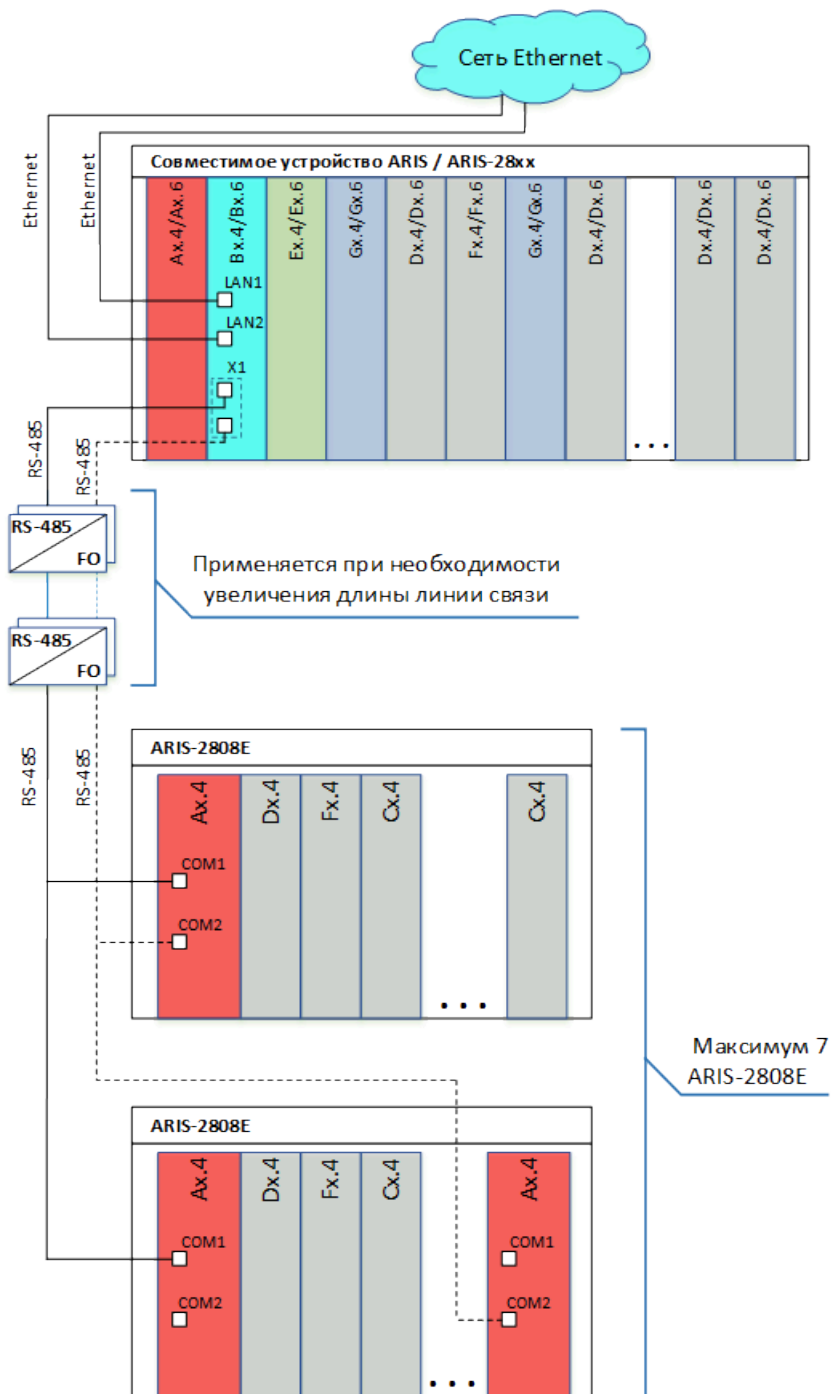 Сеть Ethernet
Ethernet
Ethernet
Совместимое устройство ARIS / ARIS-28xx
Ax.4/Ax.6
Bx.4/Bx.6
Ex.4/Ex.6
Gx.4/Gx.6
Dx.4/Dx.6
Fx.4/Fx.6
Gx.4/Gx.6
Dx.4/Dx.6
...
Dx.4/Dx.6
Dx.4/Dx.6
LAN1
LAN2
X1
RS-485
RS-485
RS-485
FO
Применяется при необходимости
увеличения длины линии связи
RS-485
FO
RS-485
RS-485
ARIS-2808E
Ax.4
Dx.4
Fx.4
Cx.4
...
Cx.4
COM1
COM2
Максимум 7
ARIS-2808E
ARIS-2808E
Ax.4
Dx.4
Fx.4
Cx.4
...
Ax.4
COM1
COM2
COM1
COM2